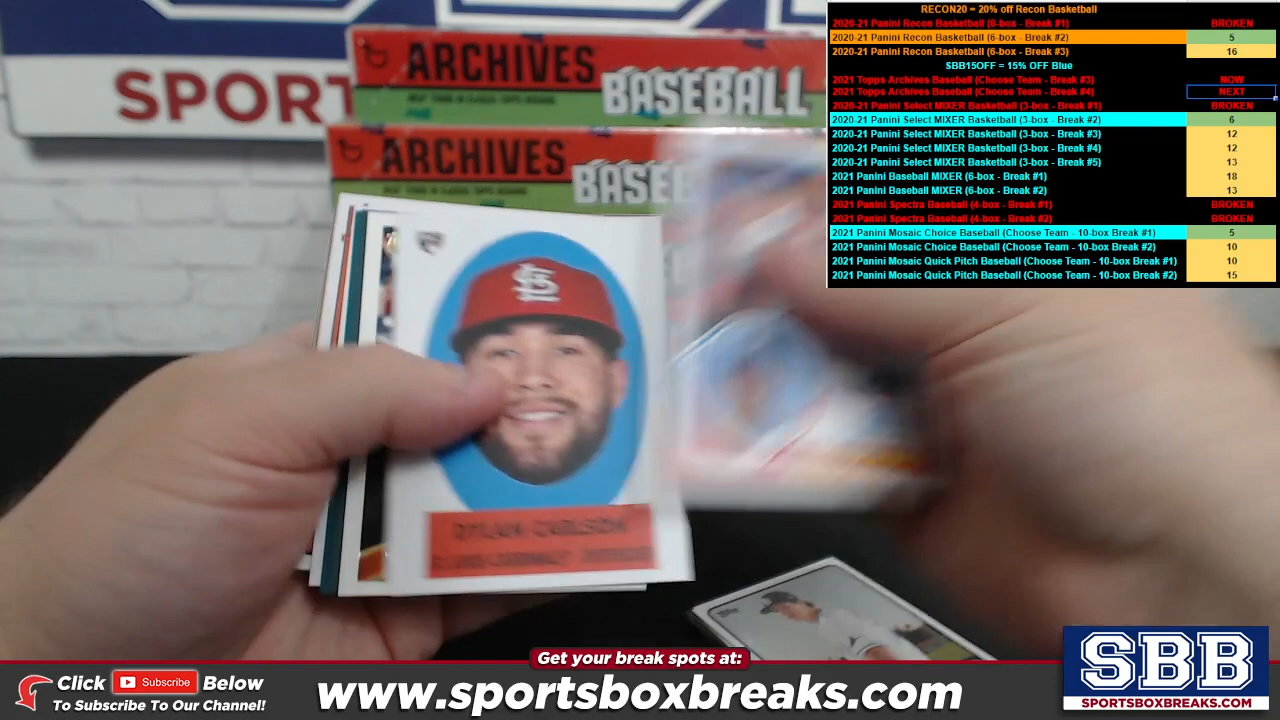 RECON20 = 20% off Recon Basketball
2020-21 Panini Recon Basketball (6-box - Break #1) BROKEN
2020-21 Panini Recon Basketball (6-box - Break #2) 5
2020-21 Panini Recon Basketball (6-box - Break #3) 16
SBB15OFF = 15% OFF Blue
2021 Topps Archives Baseball (Choose Team - Break #3) NOW
2021 Topps Archives Baseball (Choose Team - Break #4) NEXT
2020-21 Panini Select MIXER Basketball (3-box - Break #1) BROKEN
2020-21 Panini Select MIXER Basketball (3-box - Break #2) 6
2020-21 Panini Select MIXER Basketball (3-box - Break #3) 12
2020-21 Panini Select MIXER Basketball (3-box - Break #4) 12
2020-21 Panini Select MIXER Basketball (3-box - Break #5) 13
2021 Panini Baseball MIXER (6-box - Break #1) 18
2021 Panini Baseball MIXER (6-box - Break #2) 13
2021 Panini Spectra Baseball (4-box - Break #1) BROKEN
2021 Panini Spectra Baseball (4-box - Break #2) BROKEN
2021 Panini Mosaic Choice Baseball (Choose Team - 10-box Break #1) 5
2021 Panini Mosaic Choice Baseball (Choose Team - 10-box Break #2) 10
2021 Panini Mosaic Quick Pitch Baseball (Choose Team - 10-box Break #1) 10
2021 Panini Mosaic Quick Pitch Baseball (Choose Team - 10-box Break #2) 15
SPORT
ARCHIVES BASEBALL
ARCHIVES BASEB
DYLAN CARLSON
Get your break spots at:
Click Subscribe Below
To Subscribe To Our Channel!
www.sportsboxbreaks.com
SBB
SPORTSBOXBREAKS.COM